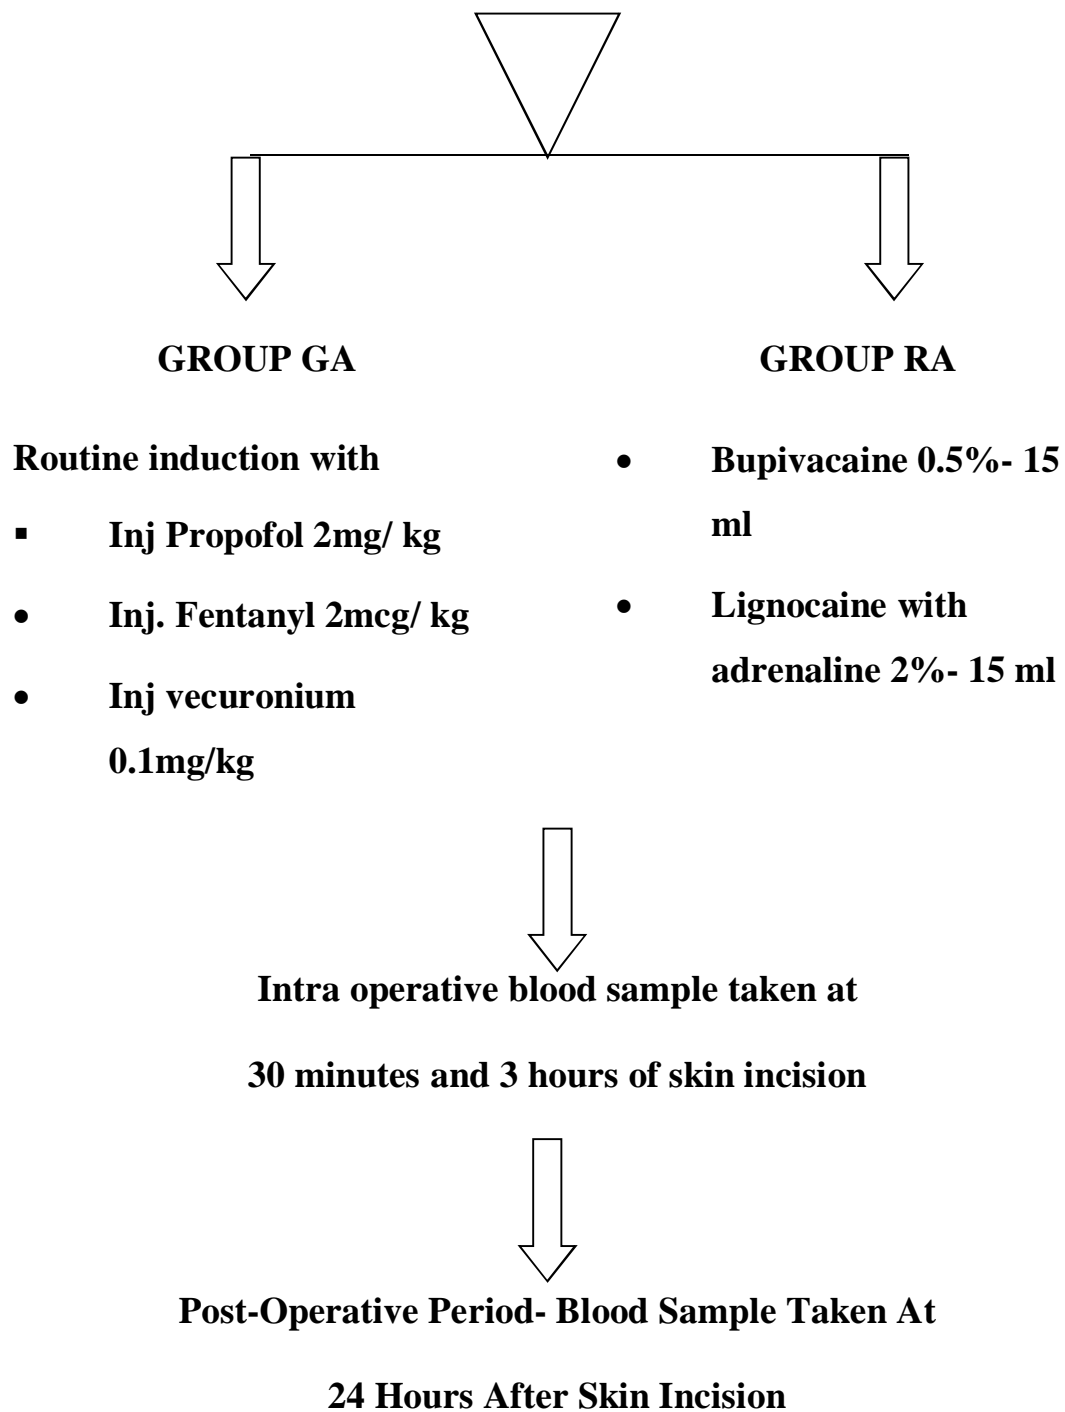 GROUP GA
Routine induction with
▪ Inj Propofol 2mg/ kg
• Inj. Fentanyl 2mcg/ kg
• Inj vecuronium
0.1mg/kg
GROUP RA
• Bupivacaine 0.5%- 15
ml
• Lignocaine with
adrenaline 2%- 15 ml
Intra operative blood sample taken at
30 minutes and 3 hours of skin incision
Post-Operative Period- Blood Sample Taken At
24 Hours After Skin Incision